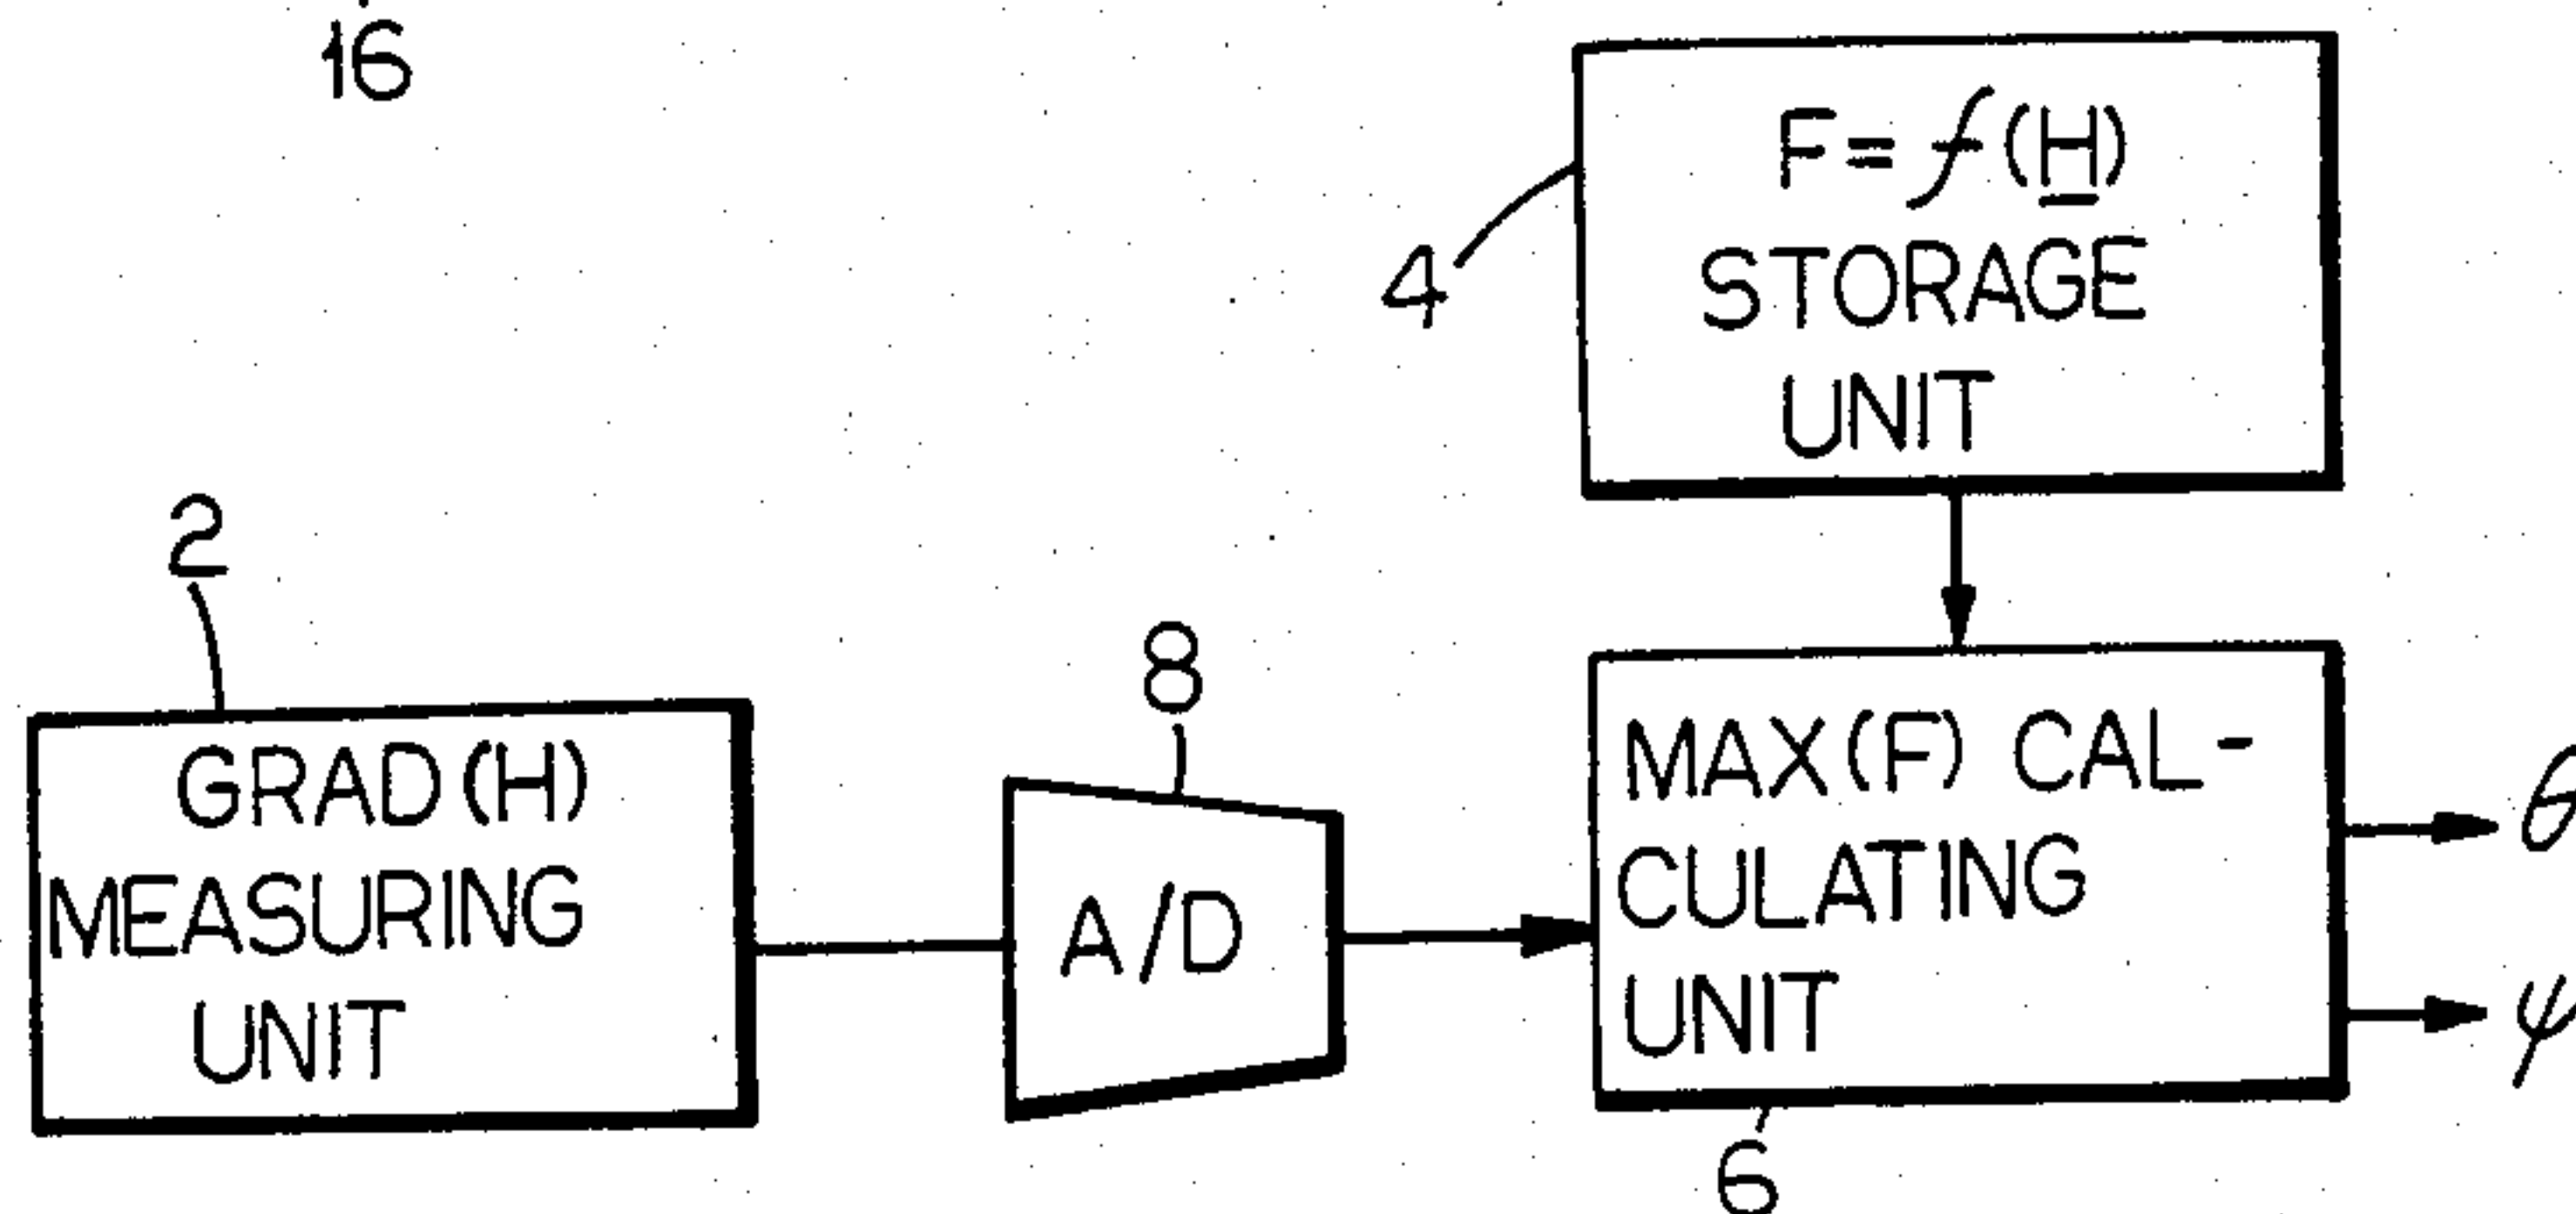 16
F=f(H)
STORAGE
UNIT
4
2
GRAD(H)
MEASURING
UNIT
8
A/D
MAX(F) CAL-
CULATING
UNIT
6
θ
ψ